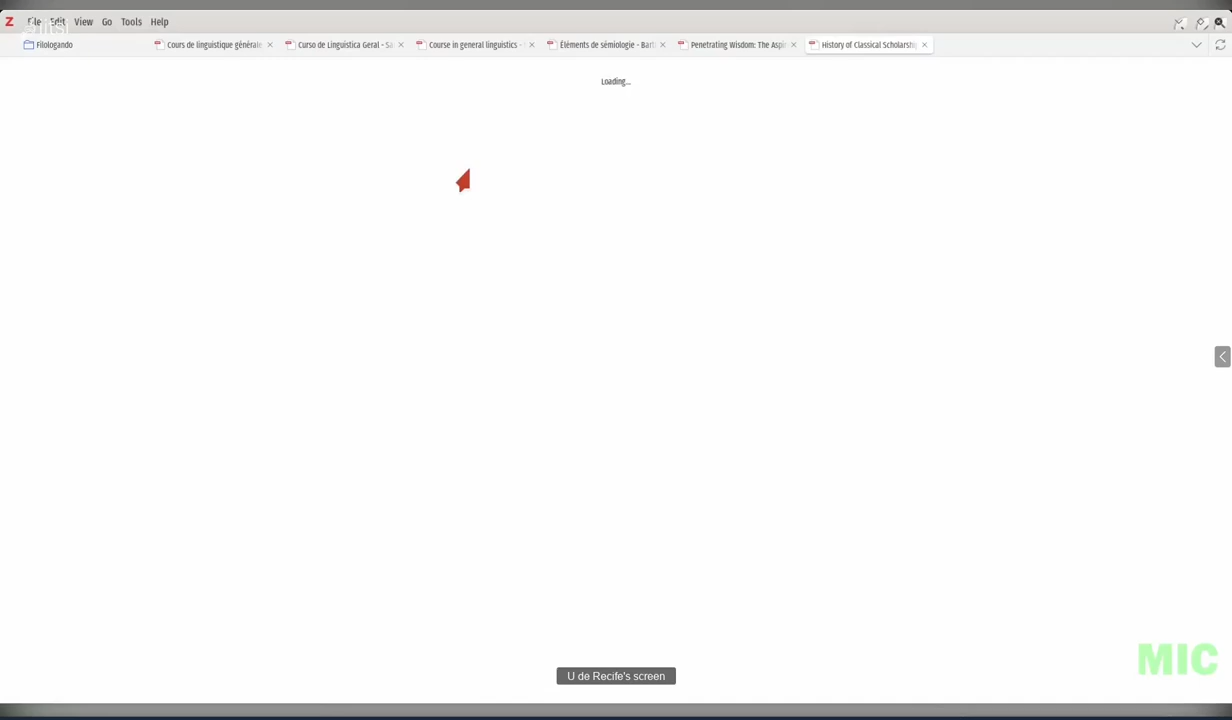 Z File Edit View Go Tools Help
Filologando Cours de linguistique générale Curso de Linguística Geral - Sa Course in general linguistics - Éléments de sémiologie - Bart Penetrating Wisdom: The Aspi History of Classical Scholarship
Loading...
MIC
U de Recife's screen